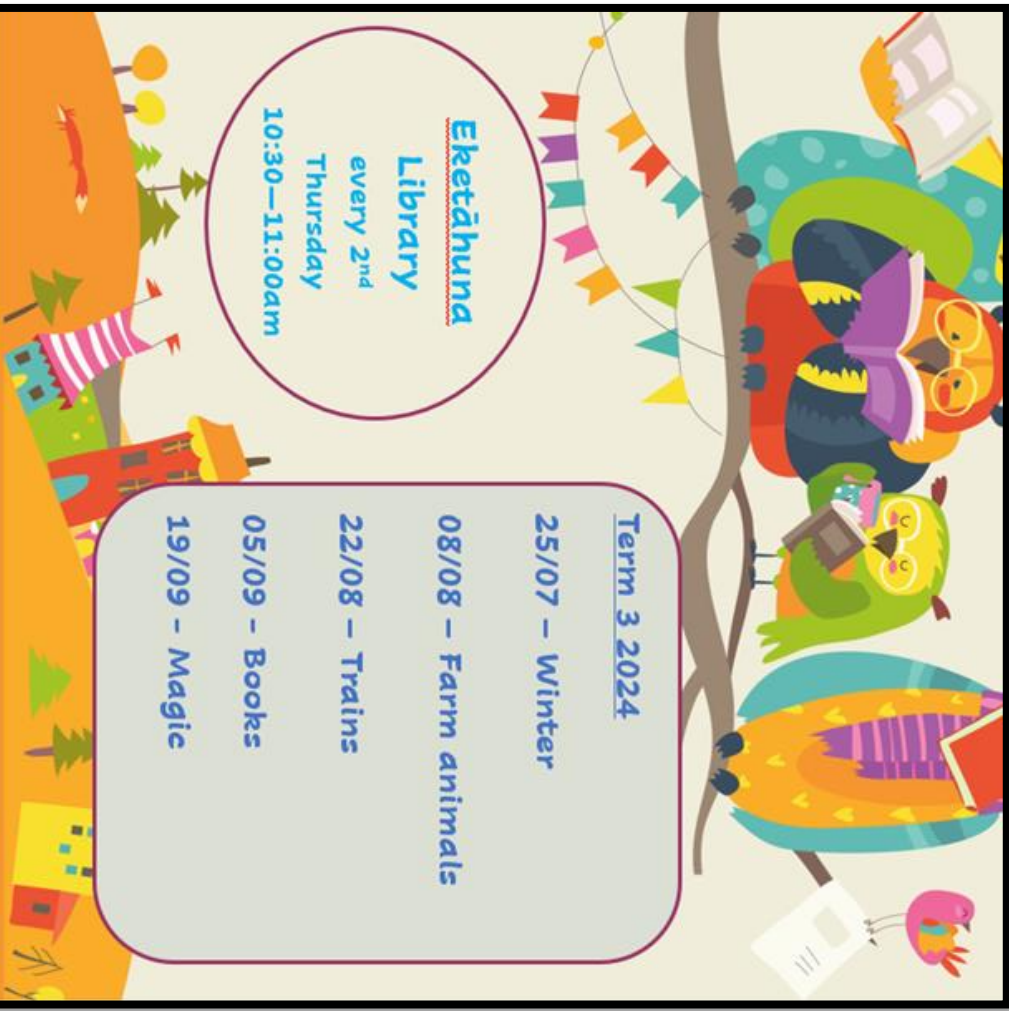 Eketāhuna
Library
every 2nd
Thursday
10:30—11:00am
Term 3 2024
25/07 – Winter
08/08 – Farm animals
22/08 – Trains
05/09 – Books
19/09 – Magic